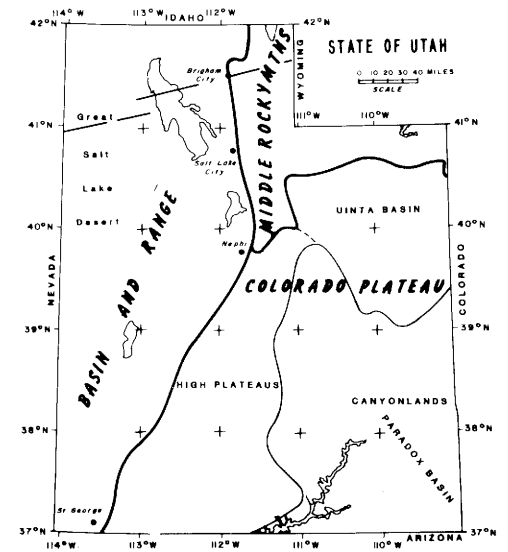 114°W
IDAHO
112°W
42°N
42°N
STATE OF UTAH
0 10 20 30 40 MILES
SCALE
WYOMING
MIDDLE ROCKY MTNS
Brigham
City
111°W
110°W
Great
41°N
41°N
Salt
Salt Lake
City
Lake
UINTA BASIN
Desert
40°N
40°N
Nephi
NEVADA
COLORADO
BASIN AND RANGE
COLORADO PLATEAU
39°N
39°N
HIGH PLATEAUS
CANYONLANDS
PARADOX BASIN
38°N
38°N
St George
37°N
37°N
ARIZONA
114°W
113°W
112°W
111°W
110°W